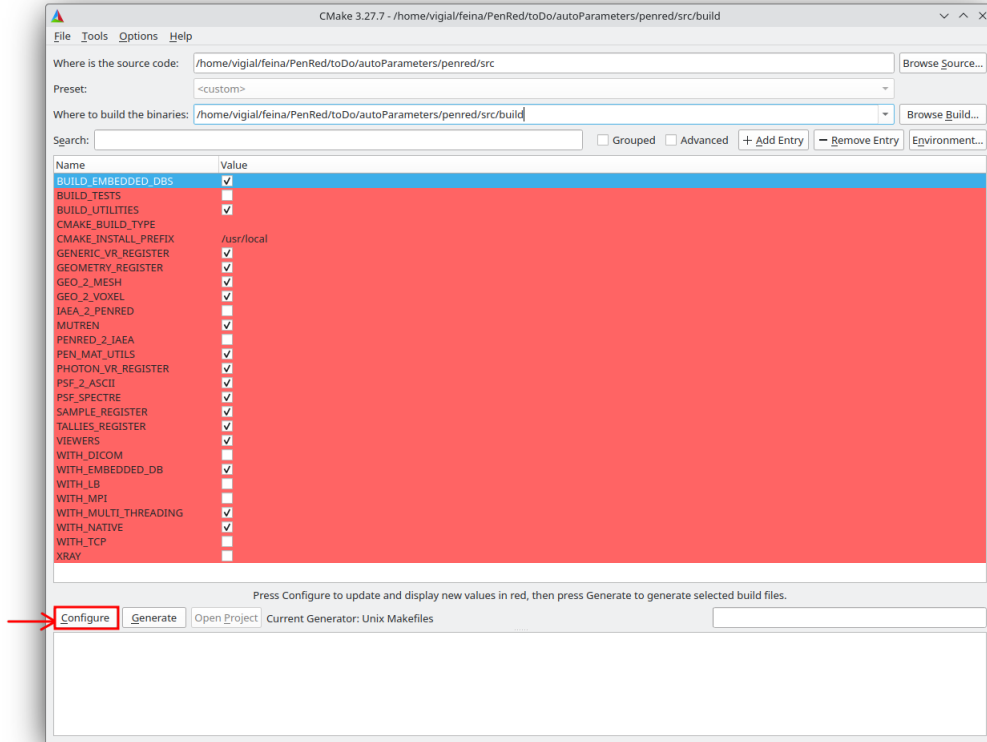 CMake 3.27.7 - /home/vigial/feina/PenRed/toDo/autoParameters/penred/src/build
File Tools Options Help
Where is the source code: /home/vigial/feina/PenRed/toDo/autoParameters/penred/src Browse Source...
Preset: <custom>
Where to build the binaries: /home/vigial/feina/PenRed/toDo/autoParameters/penred/src/build Browse Build...
Search: Grouped Advanced + Add Entry − Remove Entry Environment...
Name Value
BUILD_EMBEDDED_DBS
BUILD_TESTS
BUILD_UTILITIES
CMAKE_BUILD_TYPE
CMAKE_INSTALL_PREFIX /usr/local
GENERIC_VR_REGISTER
GEOMETRY_REGISTER
GEO_2_MESH
GEO_2_VOXEL
IAEA_2_PENRED
MUTREN
PENRED_2_IAEA
PEN_MAT_UTILS
PHOTON_VR_REGISTER
PSF_2_ASCII
PSF_SPECTRE
SAMPLE_REGISTER
TALLIES_REGISTER
VIEWERS
WITH_DICOM
WITH_EMBEDDED_DB
WITH_LB
WITH_MPI
WITH_MULTI_THREADING
WITH_NATIVE
WITH_TCP
XRAY
Press Configure to update and display new values in red, then press Generate to generate selected build files.
Configure Generate Open Project Current Generator: Unix Makefiles